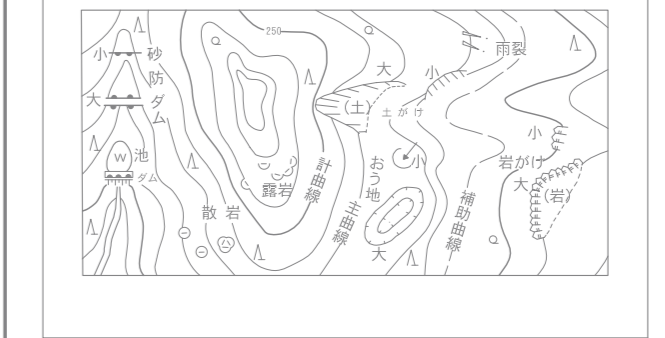 250
小
砂防ダム
大
池
W
ダム
露岩
散岩
計曲線
主曲線
大
(土)
土がけ
小
おう地
小
大
補助曲線
雨裂
小
岩がけ
大
(岩)